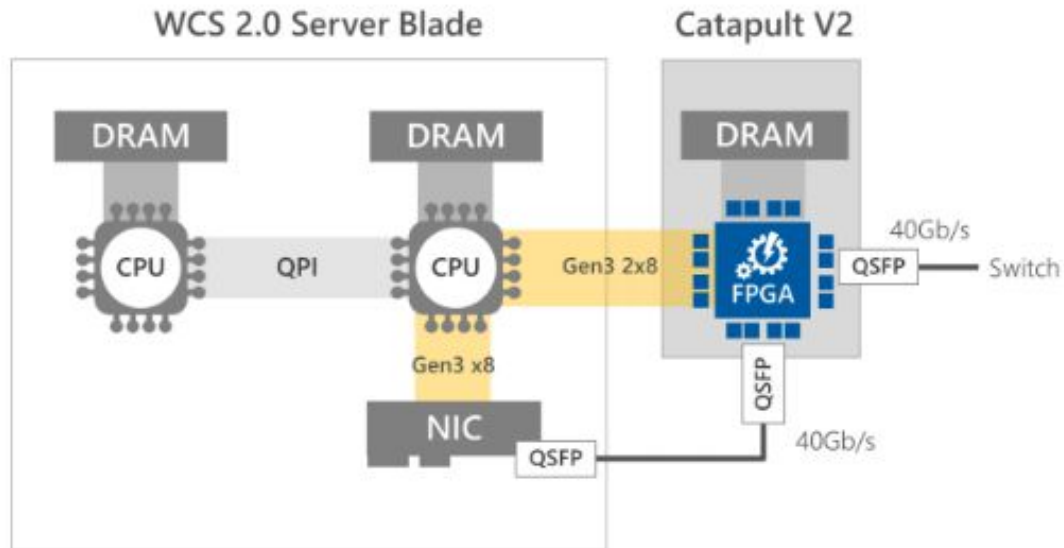 WCS 2.0 Server Blade
Catapult V2
DRAM
DRAM
DRAM
CPU
QPI
CPU
Gen3 2x8
FPGA
40Gb/s
QSFP
Switch
Gen3 x8
NIC
QSFP
QSFP
40Gb/s